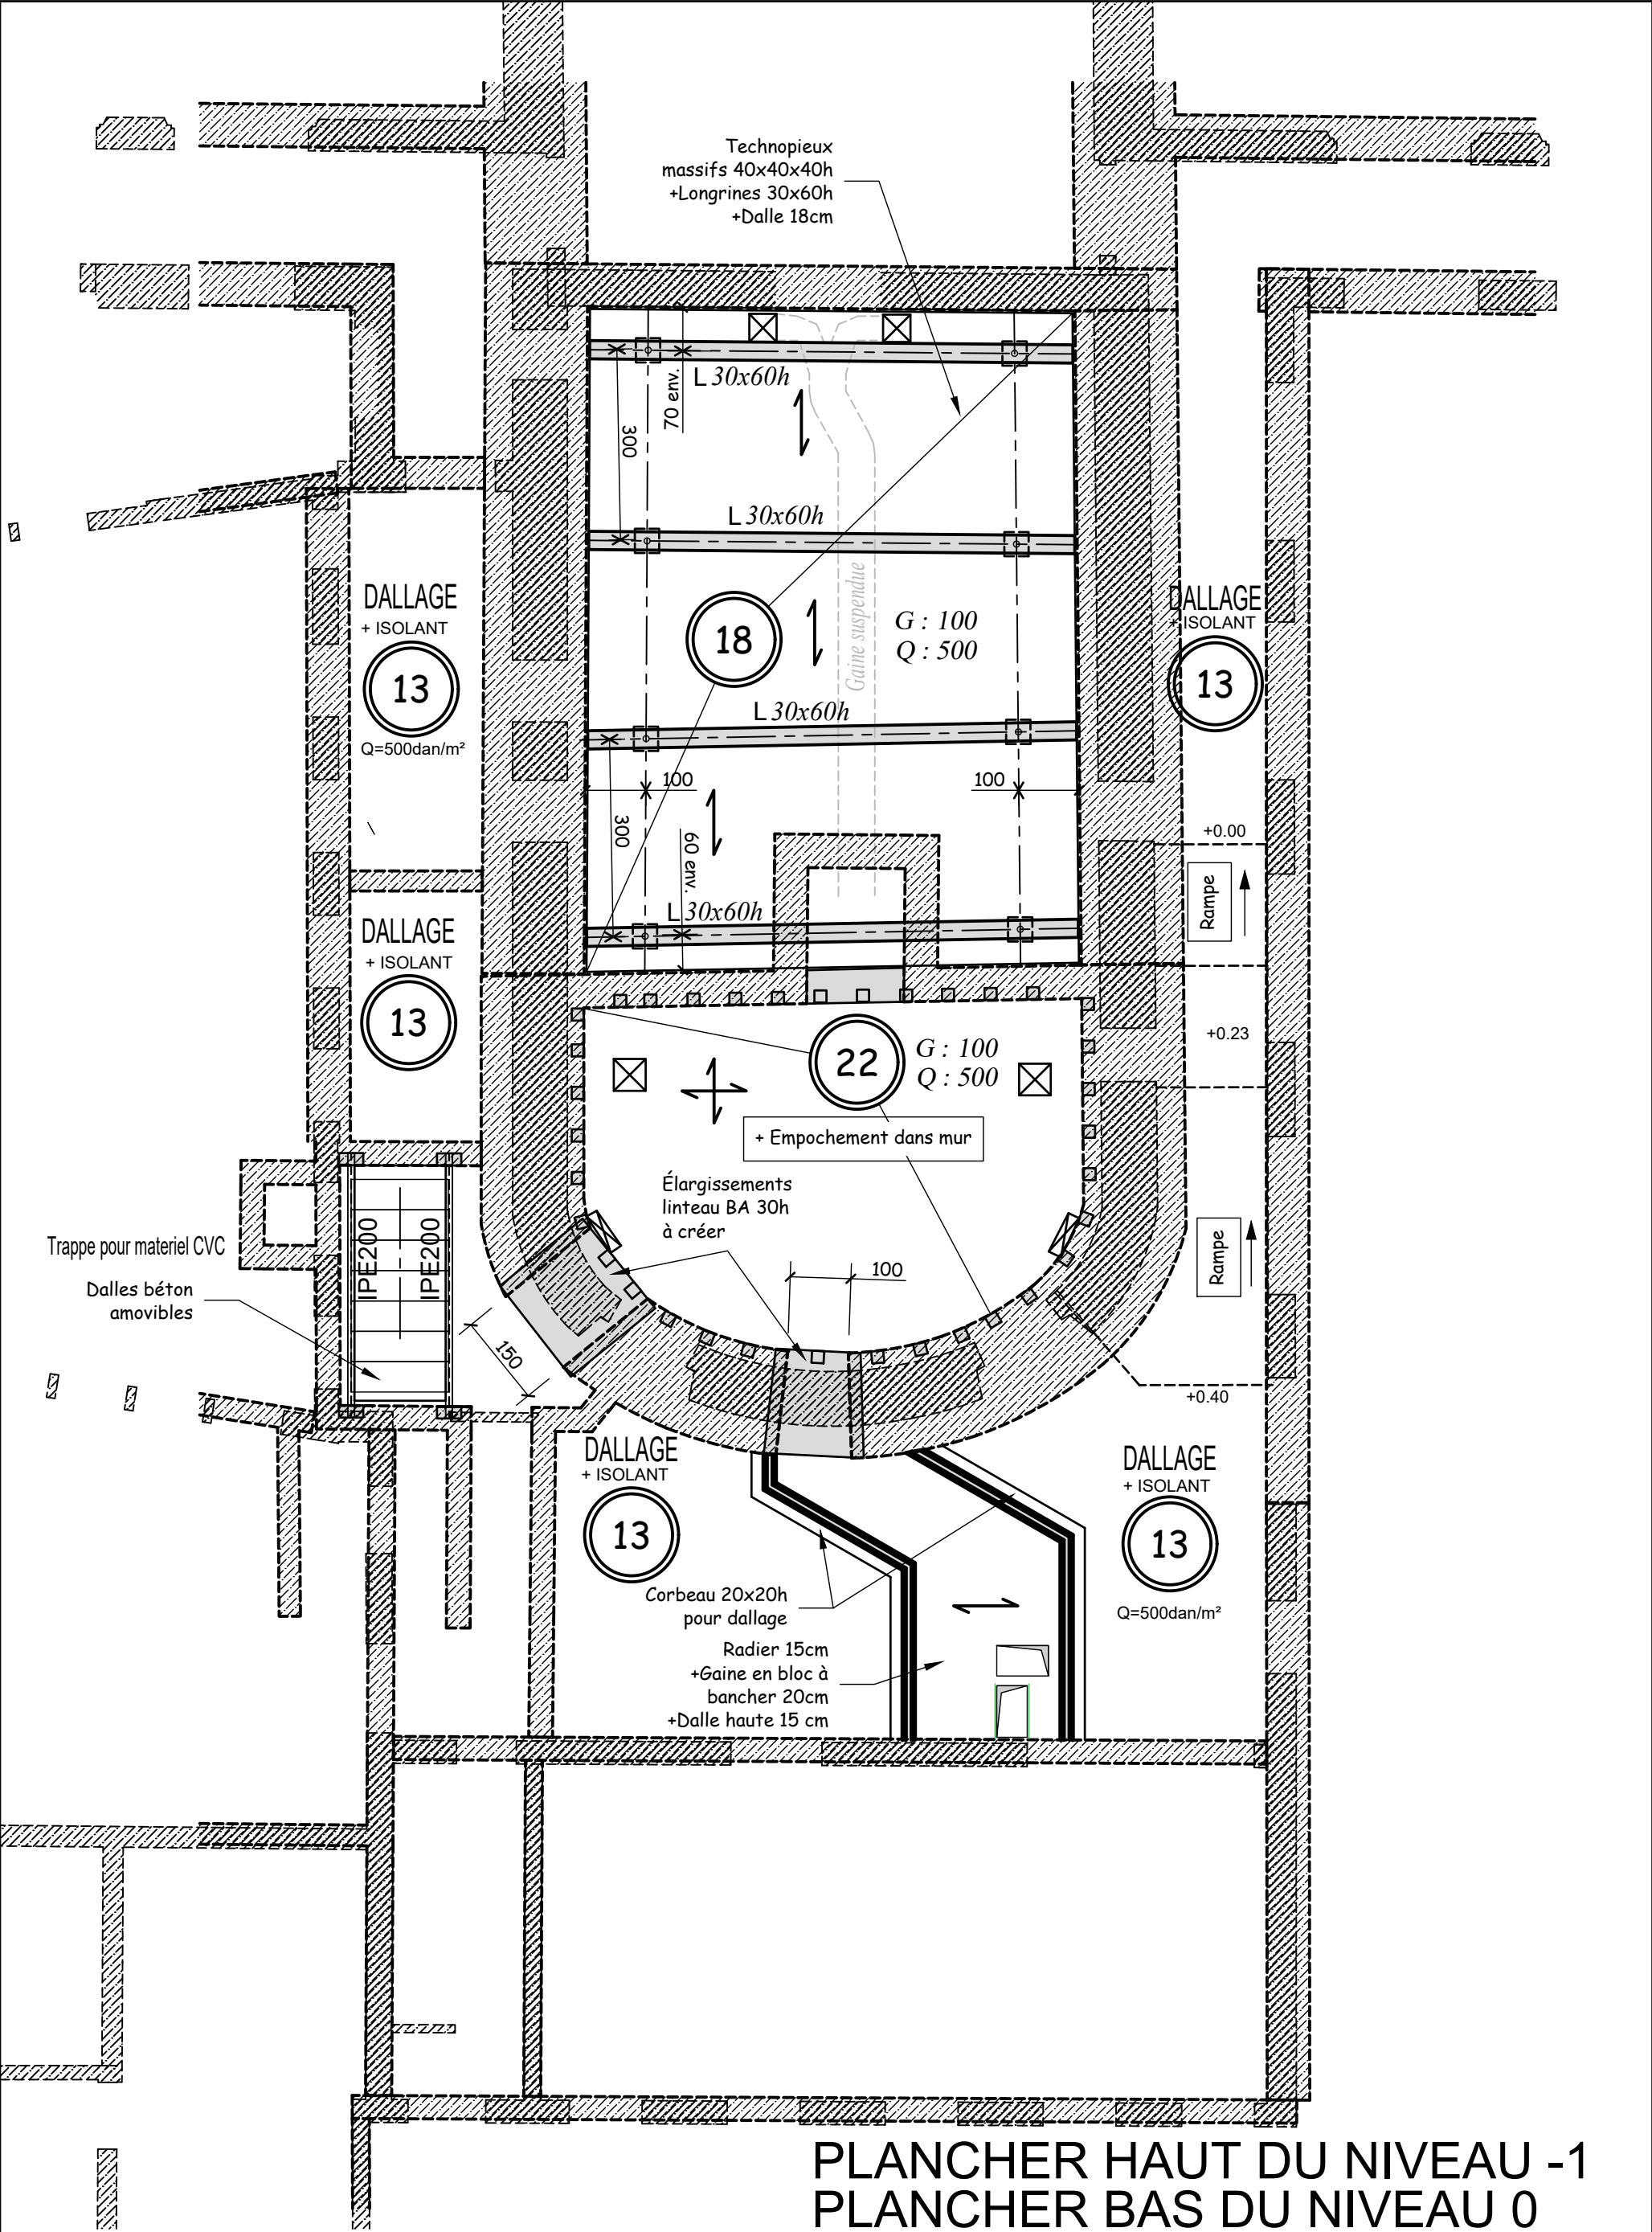 Technopieux
massifs 40x40x40h
+Longrines 30x60h
+Dalle 18cm
L 30x60h
70 env.
300
L 30x60h
DALLAGE
+ ISOLANT
13
Q=500dan/m²
18
Gaine suspendue
G : 100
Q : 500
DALLAGE
+ ISOLANT
13
L 30x60h
100
100
300
60 env.
+0.00
Rampe
L 30x60h
DALLAGE
+ ISOLANT
13
22
G : 100
Q : 500
+0.23
+ Empochement dans mur
Élargissements
linteau BA 30h
à créer
Trappe pour materiel CVC
IPE200
IPE200
Dalles béton
amovibles
100
Rampe
150
+0.40
DALLAGE
+ ISOLANT
13
DALLAGE
+ ISOLANT
13
Q=500dan/m²
Corbeau 20x20h
pour dallage
Radier 15cm
+Gaine en bloc à
bancher 20cm
+Dalle haute 15 cm
PLANCHER HAUT DU NIVEAU -1
PLANCHER BAS DU NIVEAU 0